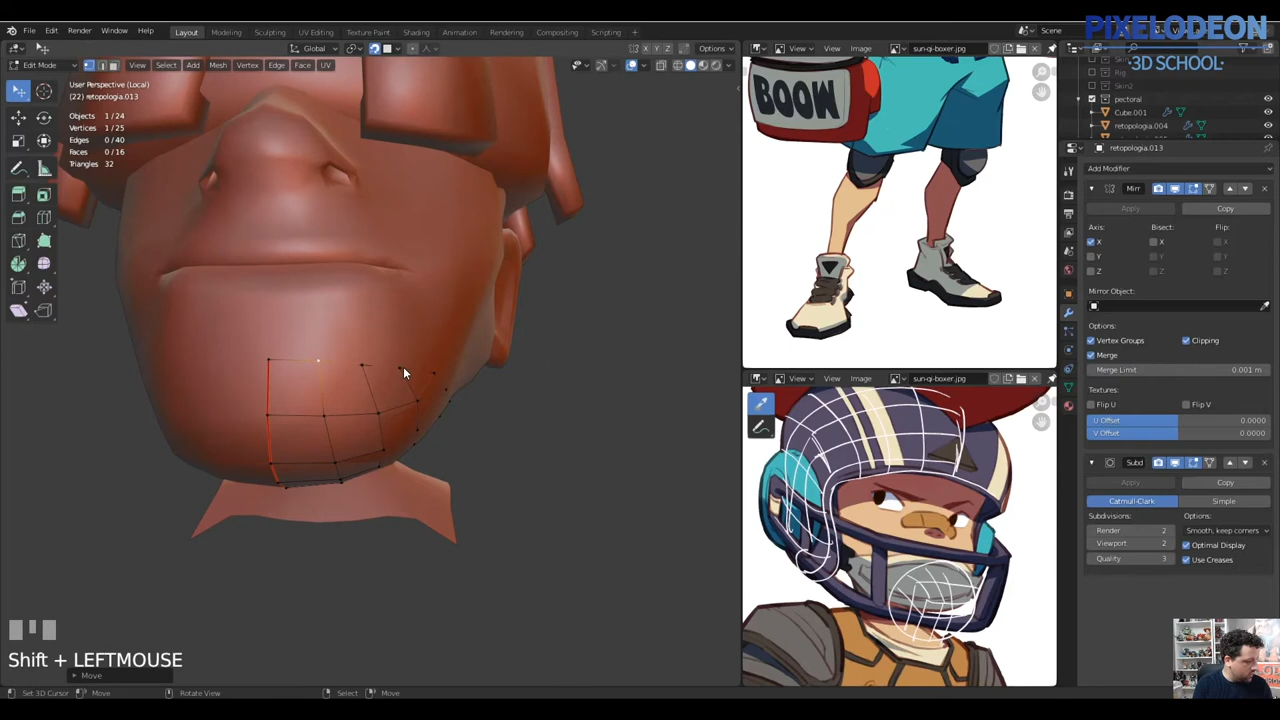 File Edit Render Window Help Layout Modeling Sculpting UV Editing Texture Paint Shading Animation Rendering Compositing Scripting Scene
PIXELODEON
·3D SCHOOL·
Global Options
View Image sun-qi-boxer.jpg
Edit Mode View Select Add Mesh Vertex Edge Face UV
User Perspective (Local)
(22) retopologia.013
Objects 1/24
Vertices 1/25
Edges 0/40
Faces 0/16
Triangles 32
BOOW
Rig
Skin2
pectoral
Cube.001
retopologia.004
retopologia.013
Add Modifier
Mirr
Apply Copy
Axis: Bisect: Flip:
X X X
Y Y Y
Z Z Z
Mirror Object:
Options:
Vertex Groups Clipping
Merge
Merge Limit 0.001 m
Textures:
Flip U Flip V
U Offset 0.0000
V Offset 0.0000
Subd
Apply Copy
Catmull-Clark Simple
Subdivisions: Options:
Render 2 Smooth, keep corners
Viewport 2 Optimal Display
Quality 3 Use Creases
View Image sun-qi-boxer.jpg
Shift + LEFTMOUSE
Move
Set 3D Cursor Move Rotate View Select Move